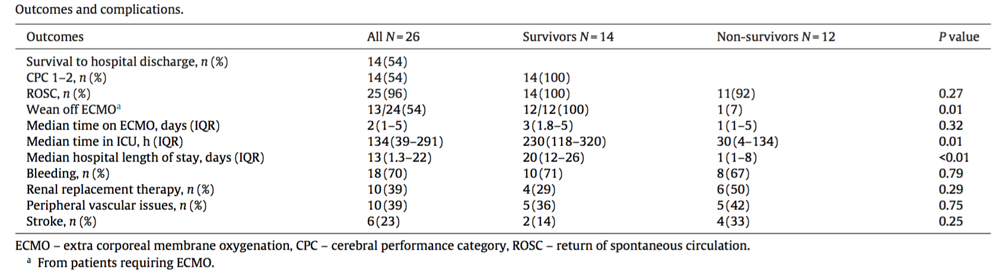 Outcomes and complications.
Outcomes All N = 26 Survivors N = 14 Non-survivors N = 12 P value
Survival to hospital discharge, n (%) 14 (54)
CPC 1–2, n (%) 14 (54) 14 (100)
ROSC, n (%) 25 (96) 14 (100) 11 (92) 0.27
Wean off ECMOa 13/24 (54) 12/12 (100) 1 (7) 0.01
Median time on ECMO, days (IQR) 2 (1–5) 3 (1.8–5) 1 (1–5) 0.32
Median time in ICU, h (IQR) 134 (39–291) 230 (118–320) 30 (4–134) 0.01
Median hospital length of stay, days (IQR) 13 (1.3–22) 20 (12–26) 1 (1–8) <0.01
Bleeding, n (%) 18 (70) 10 (71) 8 (67) 0.79
Renal replacement therapy, n (%) 10 (39) 4 (29) 6 (50) 0.29
Peripheral vascular issues, n (%) 10 (39) 5 (36) 5 (42) 0.75
Stroke, n (%) 6 (23) 2 (14) 4 (33) 0.25
ECMO – extra corporeal membrane oxygenation, CPC – cerebral performance category, ROSC – return of spontaneous circulation.
a From patients requiring ECMO.